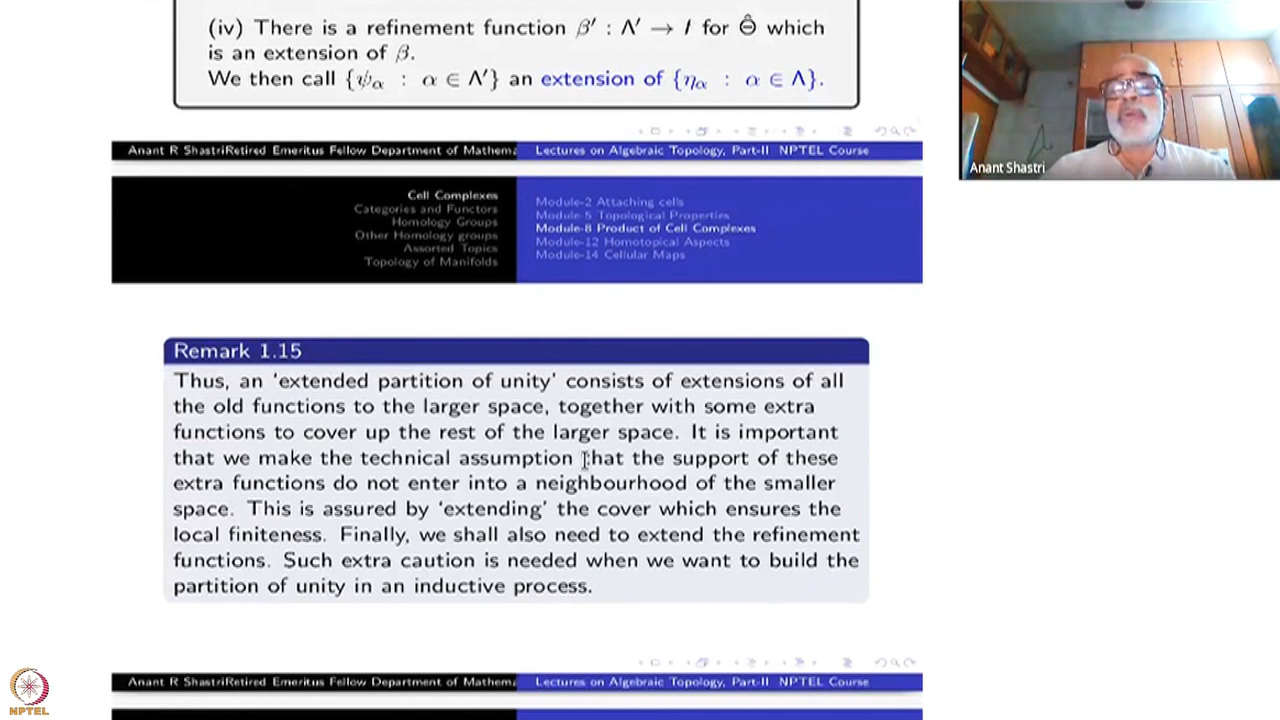 (iv) There is a refinement function β′ : Λ′ → I for Θ̂ which
is an extension of β.
We then call {ψα : α ∈ Λ′} an extension of {ηα : α ∈ Λ}.
Anant R ShastriRetired Emeritus Fellow Department of Mathema
Lectures on Algebraic Topology, Part-II NPTEL Course
Anant Shastri
Cell Complexes
Categories and Functors
Homology Groups
Other Homology groups
Assorted Topics
Topology of Manifolds
Module-2 Attaching cells
Module-5 Topological Properties
Module-8 Product of Cell Complexes
Module-12 Homotopical Aspects
Module-14 Cellular Maps
Remark 1.15
Thus, an ‘extended partition of unity’ consists of extensions of all
the old functions to the larger space, together with some extra
functions to cover up the rest of the larger space. It is important
that we make the technical assumption that the support of these
extra functions do not enter into a neighbourhood of the smaller
space. This is assured by ‘extending’ the cover which ensures the
local finiteness. Finally, we shall also need to extend the refinement
functions. Such extra caution is needed when we want to build the
partition of unity in an inductive process.
Anant R ShastriRetired Emeritus Fellow Department of Mathema
Lectures on Algebraic Topology, Part-II NPTEL Course
NPTEL